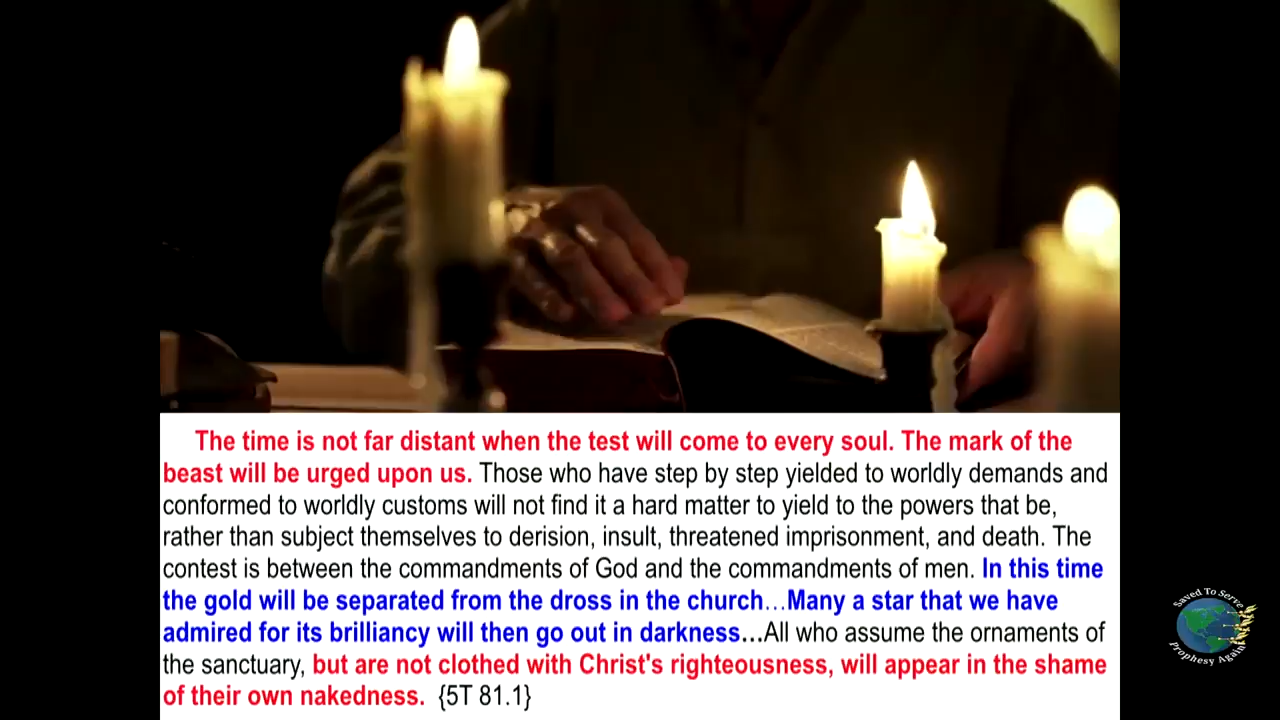 The time is not far distant when the test will come to every soul. The mark of the
beast will be urged upon us. Those who have step by step yielded to worldly demands and
conformed to worldly customs will not find it a hard matter to yield to the powers that be,
rather than subject themselves to derision, insult, threatened imprisonment, and death. The
contest is between the commandments of God and the commandments of men. In this time
the gold will be separated from the dross in the church…Many a star that we have
admired for its brilliancy will then go out in darkness…All who assume the ornaments of
the sanctuary, but are not clothed with Christ's righteousness, will appear in the shame
of their own nakedness. {5T 81.1}
Saved To Serve
Prophesy Again